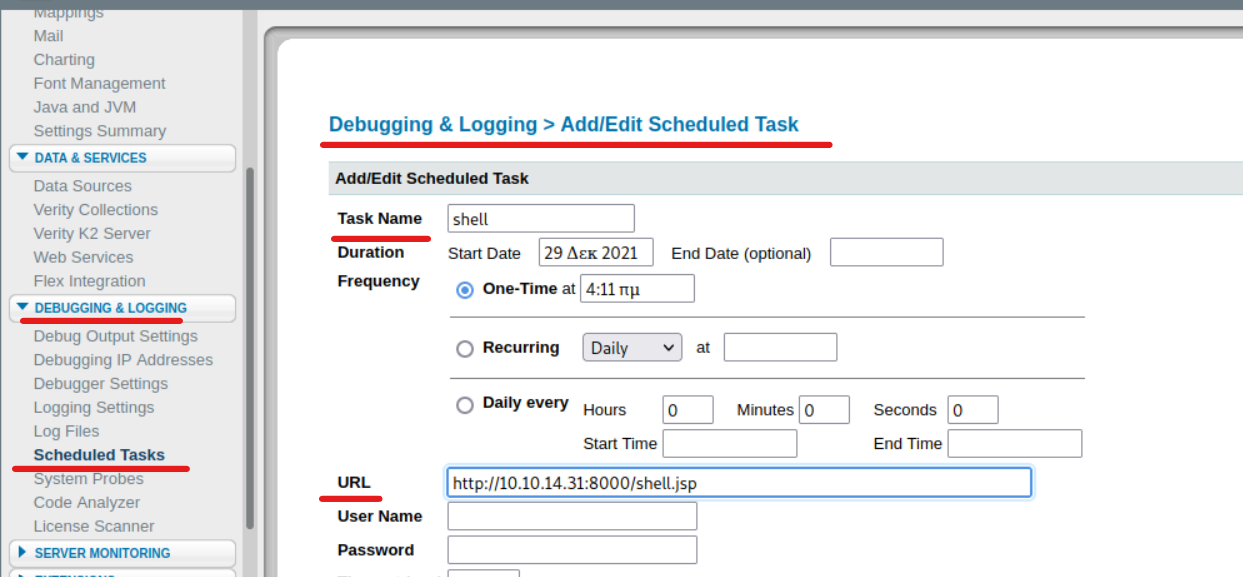 Mappings
Mail
Charting
Font Management
Java and JVM
Settings Summary
DATA & SERVICES
Data Sources
Verity Collections
Verity K2 Server
Web Services
Flex Integration
DEBUGGING & LOGGING
Debug Output Settings
Debugging IP Addresses
Debugger Settings
Logging Settings
Log Files
Scheduled Tasks
System Probes
Code Analyzer
License Scanner
SERVER MONITORING
Debugging & Logging > Add/Edit Scheduled Task
Add/Edit Scheduled Task
Task Name shell
Duration Start Date 29 Δεκ 2021 End Date (optional)
Frequency One-Time at 4:11 πμ
Recurring Daily at
Daily every Hours 0 Minutes 0 Seconds 0
Start Time End Time
URL http://10.10.14.31:8000/shell.jsp
User Name
Password